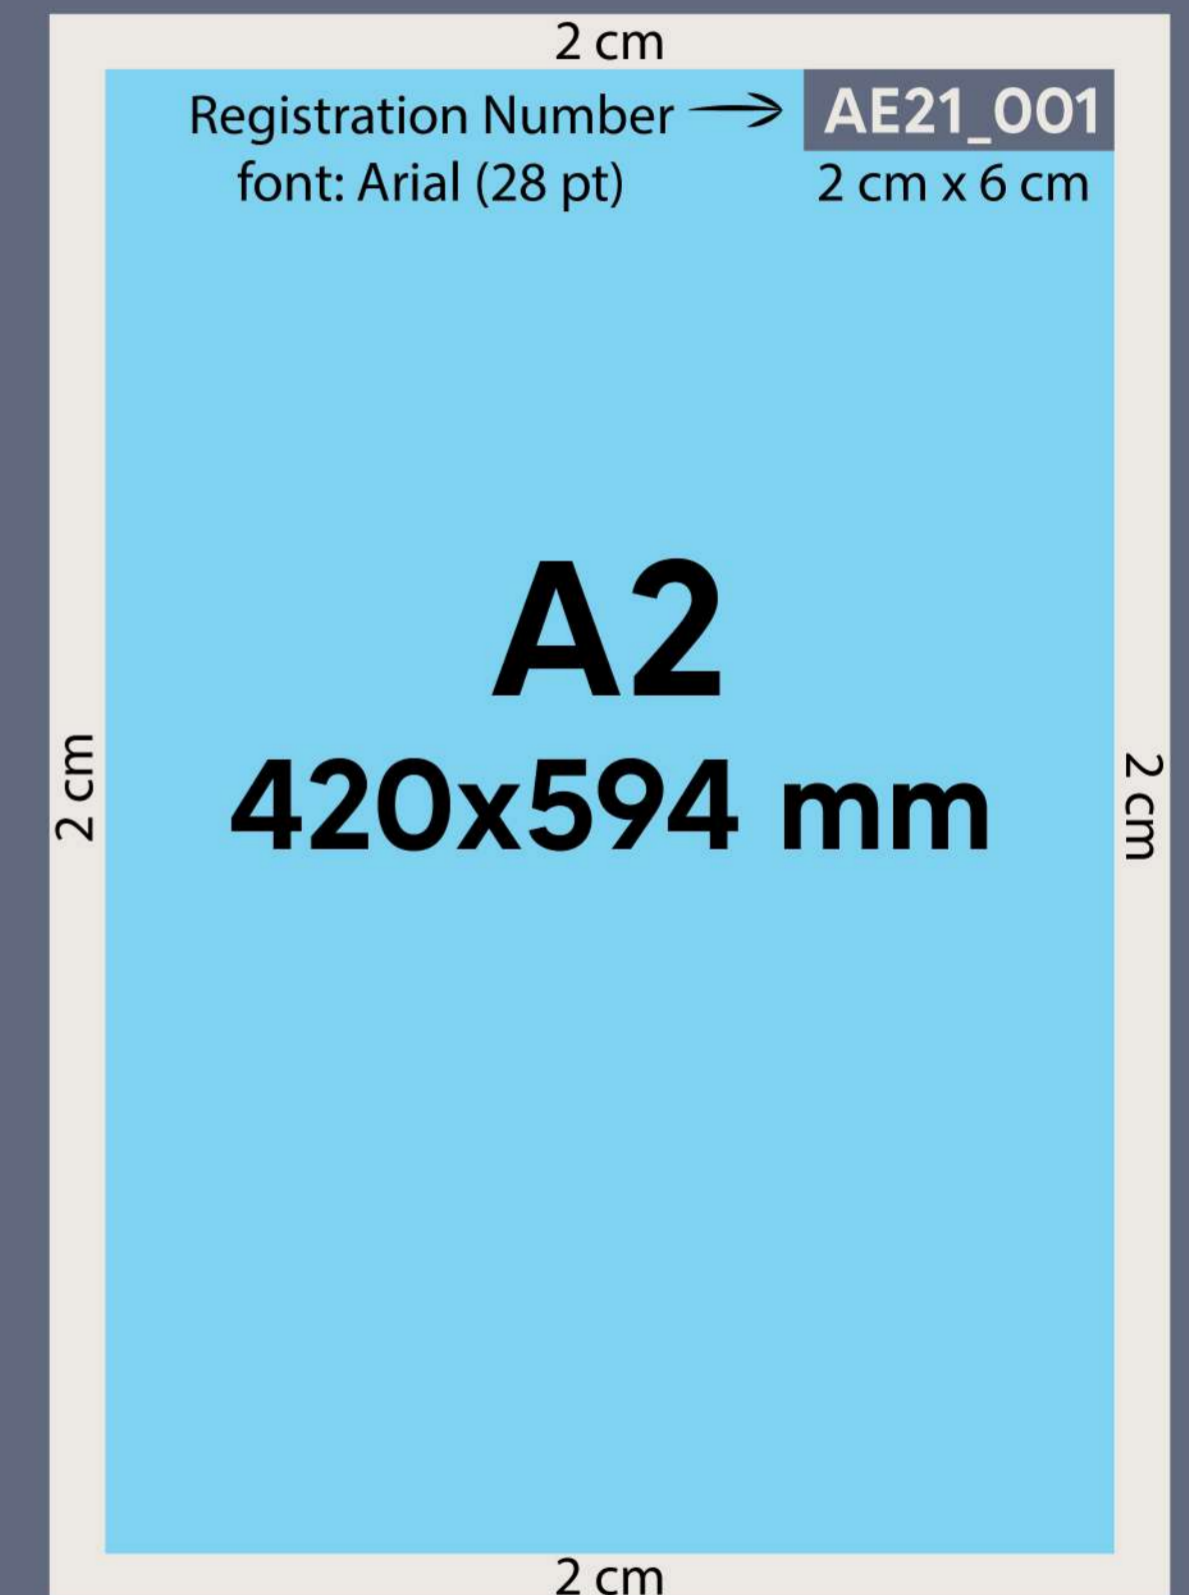 2 cm
Registration Number → AE21_001
font: Arial (28 pt) 2 cm x 6 cm
A2
420x594 mm
2 cm
2 cm
2 cm